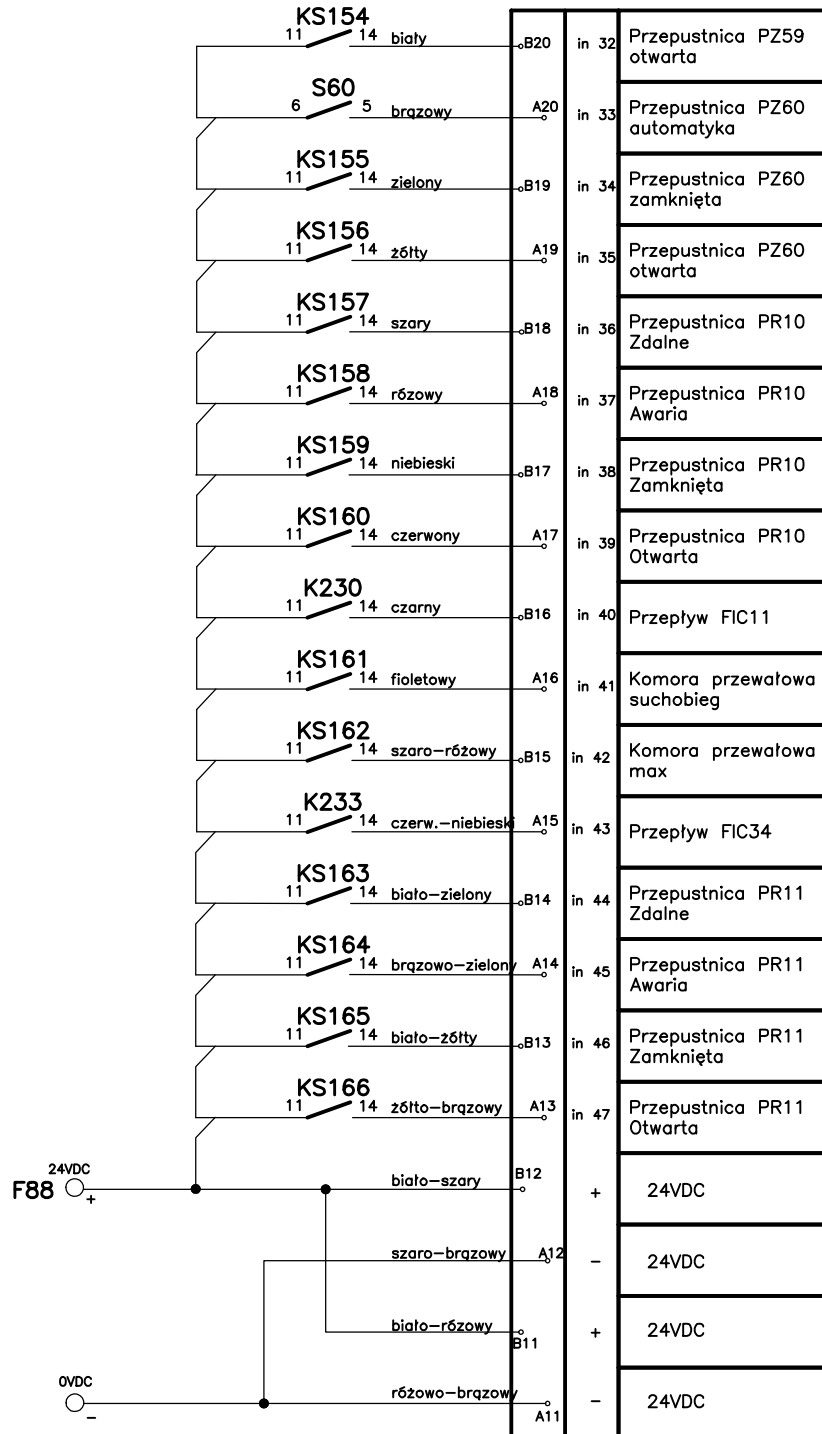 KS154
11 14 biały B20 in 32 Przepustnica PZ59
otwarta
S60
6 5 brązowy A20 in 33 Przepustnica PZ60
automatyka
KS155
11 14 zielony B19 in 34 Przepustnica PZ60
zamknięta
KS156
11 14 żółty A19 in 35 Przepustnica PZ60
otwarta
KS157
11 14 szary B18 in 36 Przepustnica PR10
Zdalne
KS158
11 14 rózowy A18 in 37 Przepustnica PR10
Awaria
KS159
11 14 niebieski B17 in 38 Przepustnica PR10
Zamknięta
KS160
11 14 czerwony A17 in 39 Przepustnica PR10
Otwarta
K230
11 14 czarny B16 in 40 Przepływ FIC11
KS161
11 14 fioletowy A16 in 41 Komora przewałowa
suchobieg
KS162
11 14 szaro-różowy B15 in 42 Komora przewałowa
max
K233
11 14 czerw.-niebieski A15 in 43 Przepływ FIC34
KS163
11 14 biało-zielony B14 in 44 Przepustnica PR11
Zdalne
KS164
11 14 brązowo-zielony A14 in 45 Przepustnica PR11
Awaria
KS165
11 14 biało-żółty B13 in 46 Przepustnica PR11
Zamknięta
KS166
11 14 żółto-brązowy A13 in 47 Przepustnica PR11
Otwarta
F88 24VDC + biało-szary B12 + 24VDC
szaro-brązowy A12 - 24VDC
biało-rózowy B11 + 24VDC
0VDC - różowo-brązowy A11 - 24VDC